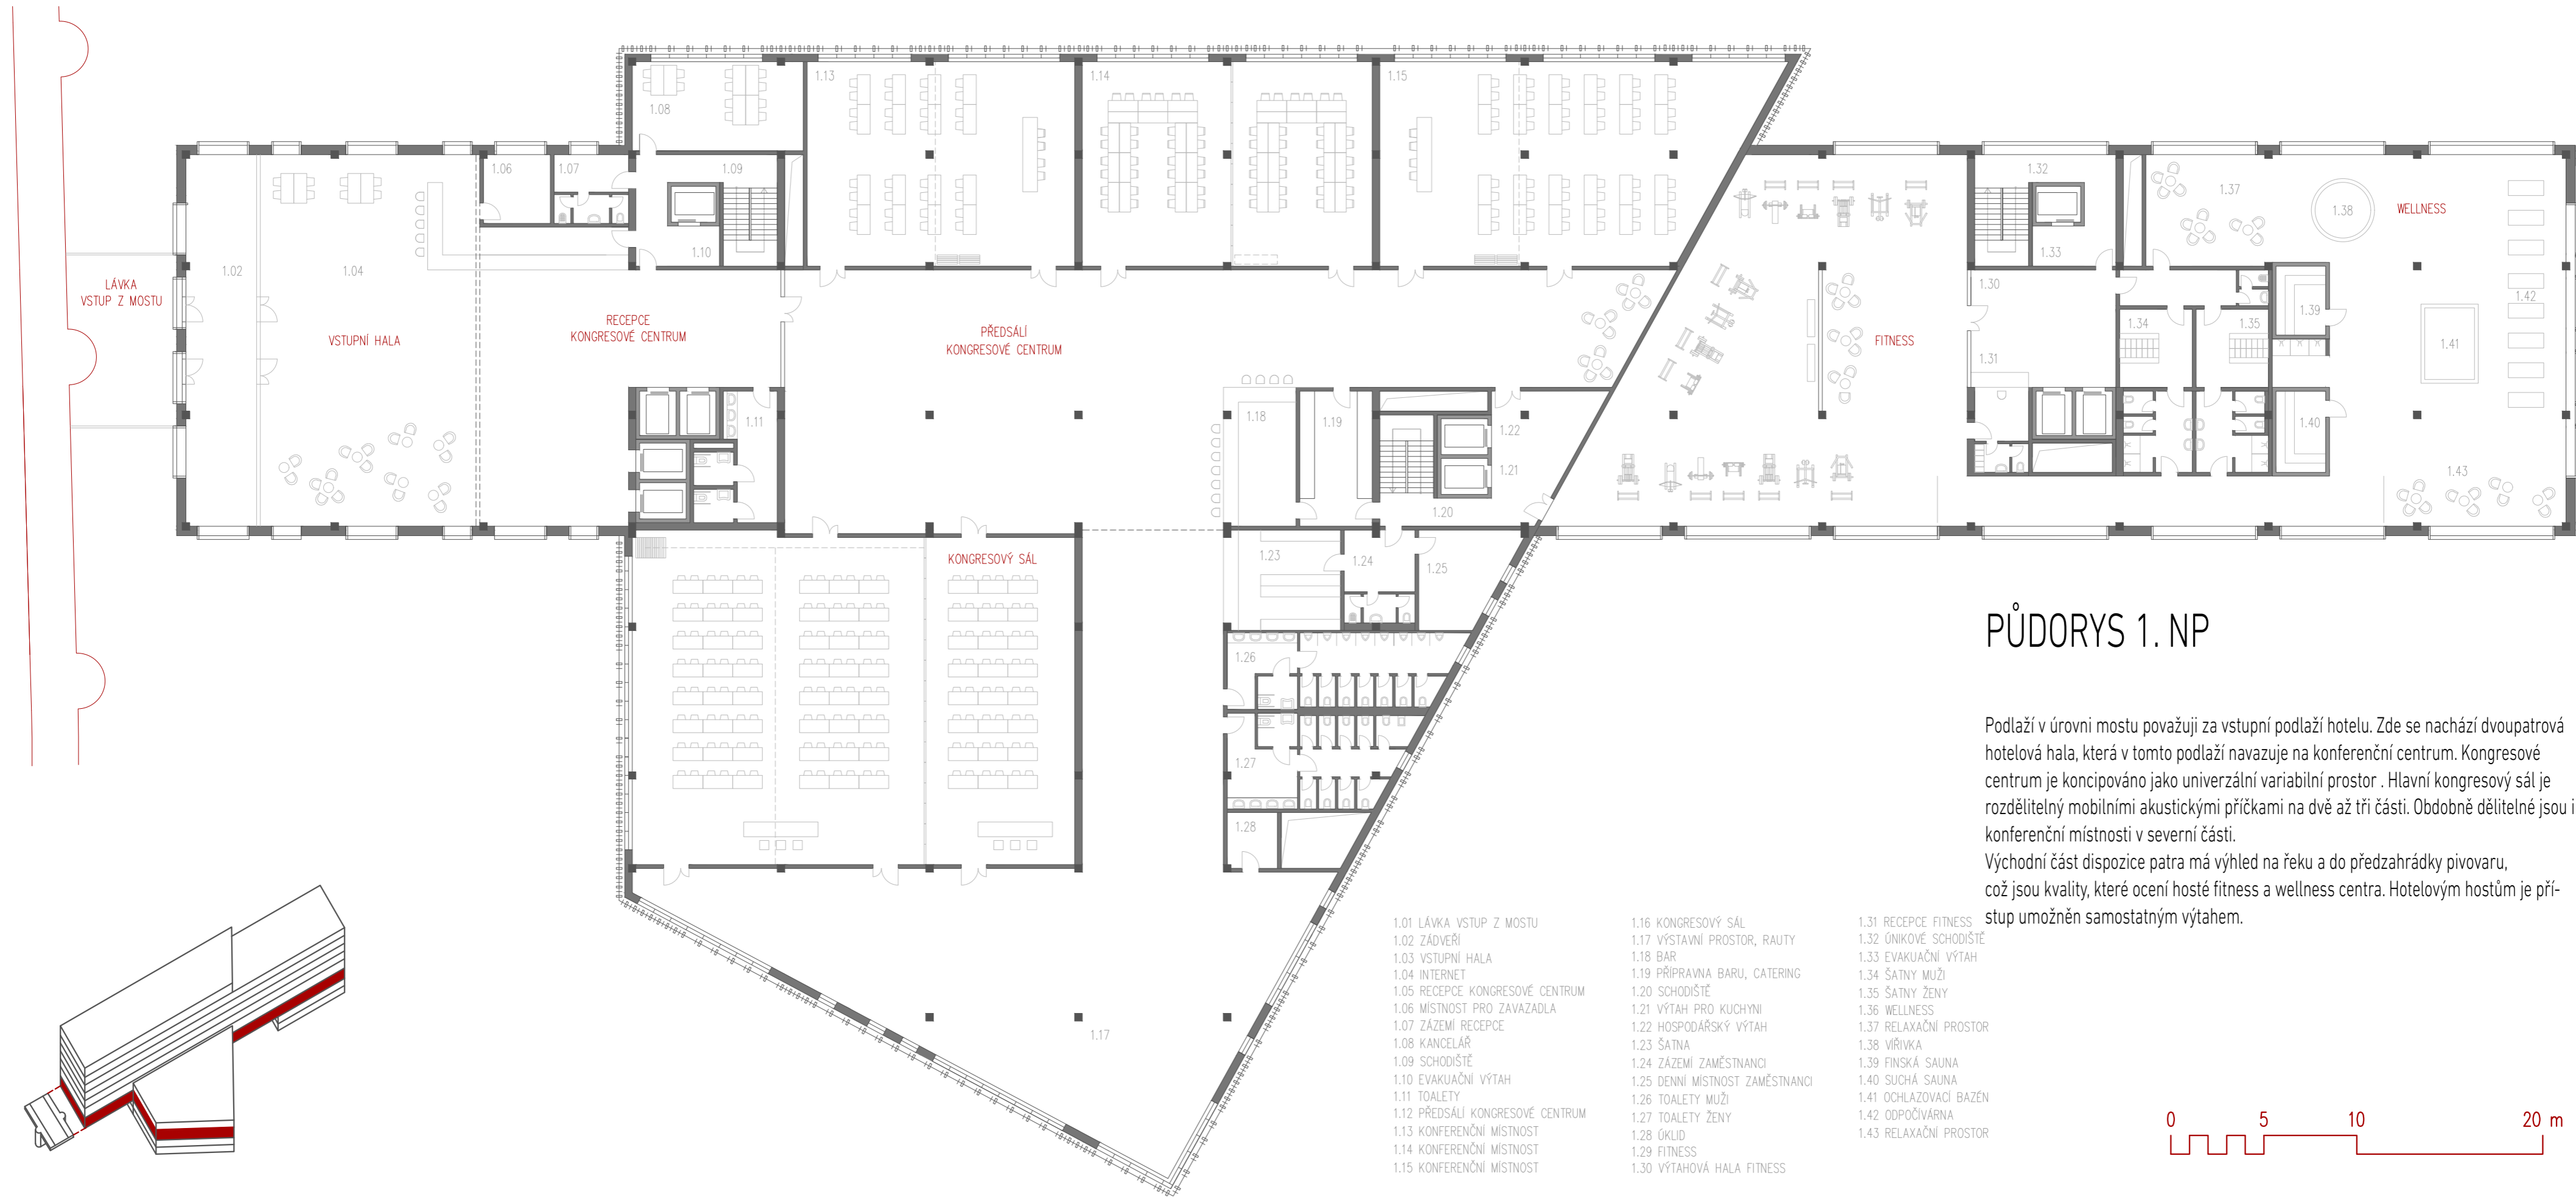 1.08
1.13
1.14
1.15
1.06
1.07
1.09
1.10
1.32
1.33
1.37
1.38
WELLNESS
1.02
1.04
LÁVKA
VSTUP Z MOSTU
VSTUPNÍ HALA
RECEPCE
KONGRESOVÉ CENTRUM
PŘEDSÁLÍ
KONGRESOVÉ CENTRUM
FITNESS
1.30
1.31
1.34
1.35
1.39
1.41
1.42
1.11
1.18
1.19
1.22
1.21
1.20
1.40
1.43
KONGRESOVÝ SÁL
1.23
1.24
1.25
1.26
1.27
1.28
1.17
PŮDORYS 1. NP
Podlaží v úrovni mostu považuji za vstupní podlaží hotelu. Zde se nachází dvoupatrová
hotelová hala, která v tomto podlaží navazuje na konferenční centrum. Kongresové
centrum je koncipováno jako univerzální variabilní prostor . Hlavní kongresový sál je
rozdělitelný mobilními akustickými příčkami na dvě až tři části. Obdobně dělitelné jsou i
konferenční místnosti v severní části.
Východní část dispozice patra má výhled na řeku a do předzahrádky pivovaru,
což jsou kvality, které ocení hosté fitness a wellness centra. Hotelovým hostům je pří-
stup umožněn samostatným výtahem.
1.01 LÁVKA VSTUP Z MOSTU
1.02 ZÁDVEŘÍ
1.03 VSTUPNÍ HALA
1.04 INTERNET
1.05 RECEPCE KONGRESOVÉ CENTRUM
1.06 MÍSTNOST PRO ZAVAZADLA
1.07 ZÁZEMÍ RECEPCE
1.08 KANCELÁŘ
1.09 SCHODIŠTĚ
1.10 EVAKUAČNÍ VÝTAH
1.11 TOALETY
1.12 PŘEDSÁLÍ KONGRESOVÉ CENTRUM
1.13 KONFERENČNÍ MÍSTNOST
1.14 KONFERENČNÍ MÍSTNOST
1.15 KONFERENČNÍ MÍSTNOST
1.16 KONGRESOVÝ SÁL
1.17 VÝSTAVNÍ PROSTOR, RAUTY
1.18 BAR
1.19 PŘÍPRAVNA BARU, CATERING
1.20 SCHODIŠTĚ
1.21 VÝTAH PRO KUCHYNI
1.22 HOSPODÁŘSKÝ VÝTAH
1.23 ŠATNA
1.24 ZÁZEMÍ ZAMĚSTNANCI
1.25 DENNÍ MÍSTNOST ZAMĚSTNANCI
1.26 TOALETY MUŽI
1.27 TOALETY ŽENY
1.28 ÚKLID
1.29 FITNESS
1.30 VÝTAHOVÁ HALA FITNESS
1.31 RECEPCE FITNESS
1.32 ÚNIKOVÉ SCHODIŠTĚ
1.33 EVAKUAČNÍ VÝTAH
1.34 ŠATNY MUŽI
1.35 ŠATNY ŽENY
1.36 WELLNESS
1.37 RELAXAČNÍ PROSTOR
1.38 VÍŘIVKA
1.39 FINSKÁ SAUNA
1.40 SUCHÁ SAUNA
1.41 OCHLAZOVACÍ BAZÉN
1.42 ODPOČÍVÁRNA
1.43 RELAXAČNÍ PROSTOR
0 5 10 20 m